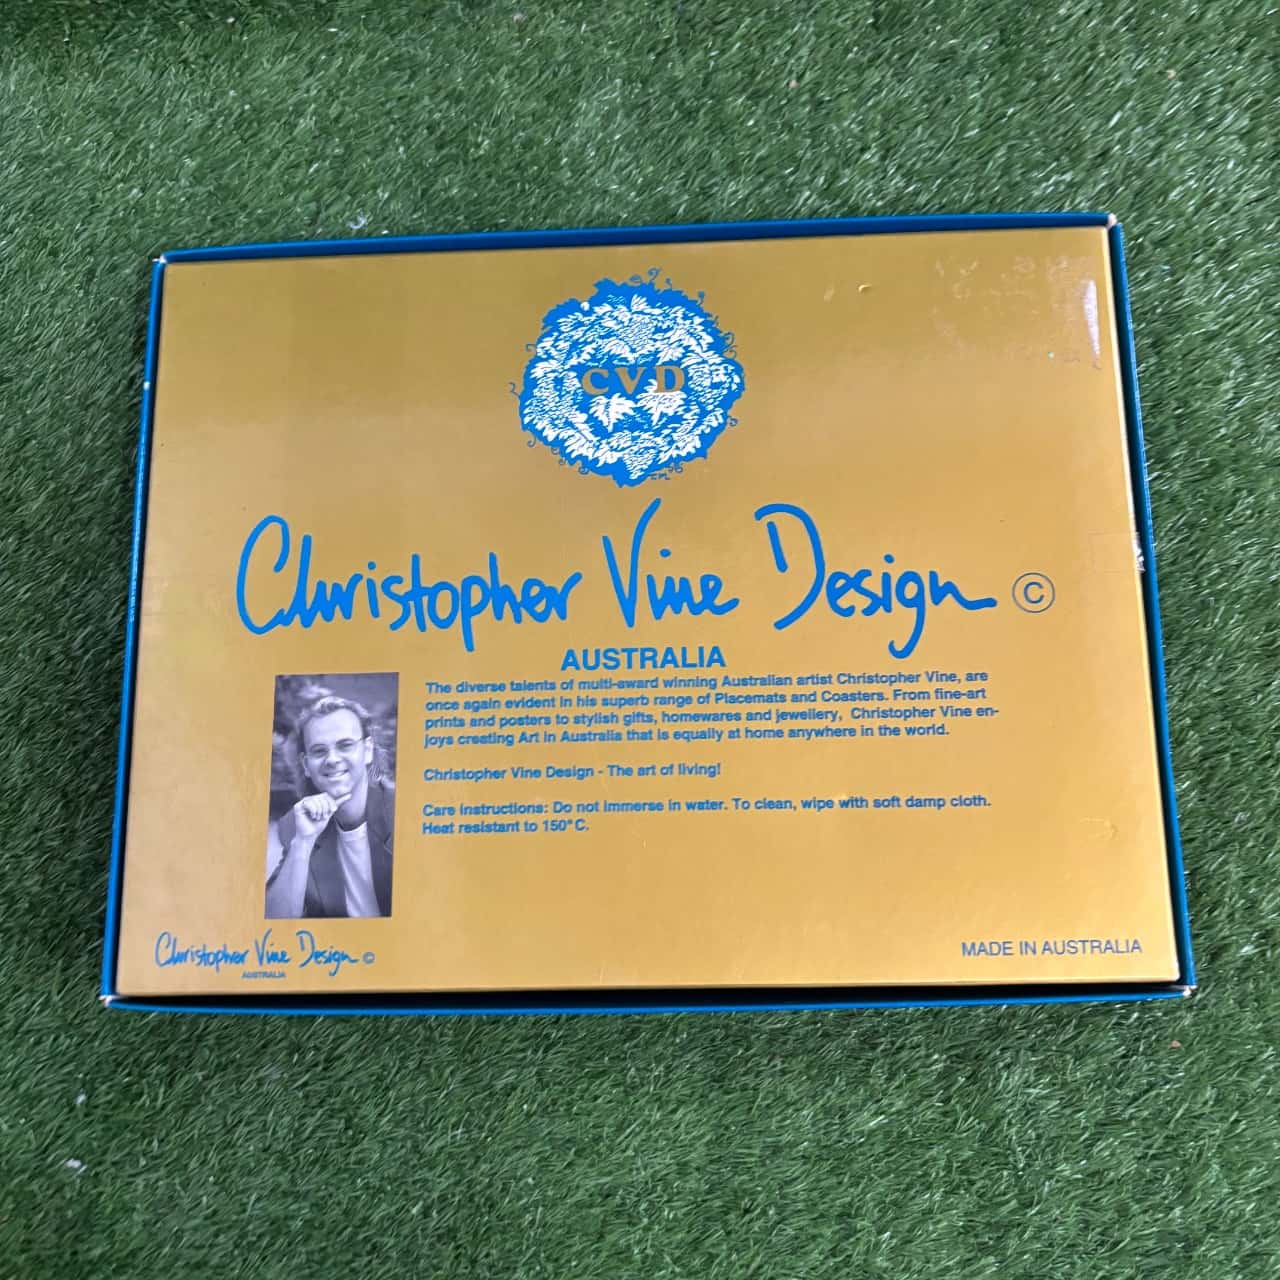 CVD
Christopher Vine Design ©
AUSTRALIA
The diverse talents of multi-award winning Australian artist Christopher Vine, are
once again evident in his superb range of Placemats and Coasters. From fine-art
prints and posters to stylish gifts, homewares and jewellery, Christopher Vine en-
joys creating Art in Australia that is equally at home anywhere in the world.
Christopher Vine Design - The art of living!
Care Instructions: Do not immerse in water. To clean, wipe with soft damp cloth.
Heat resistant to 150°C.
Christopher Vine Design ©
AUSTRALIA
MADE IN AUSTRALIA